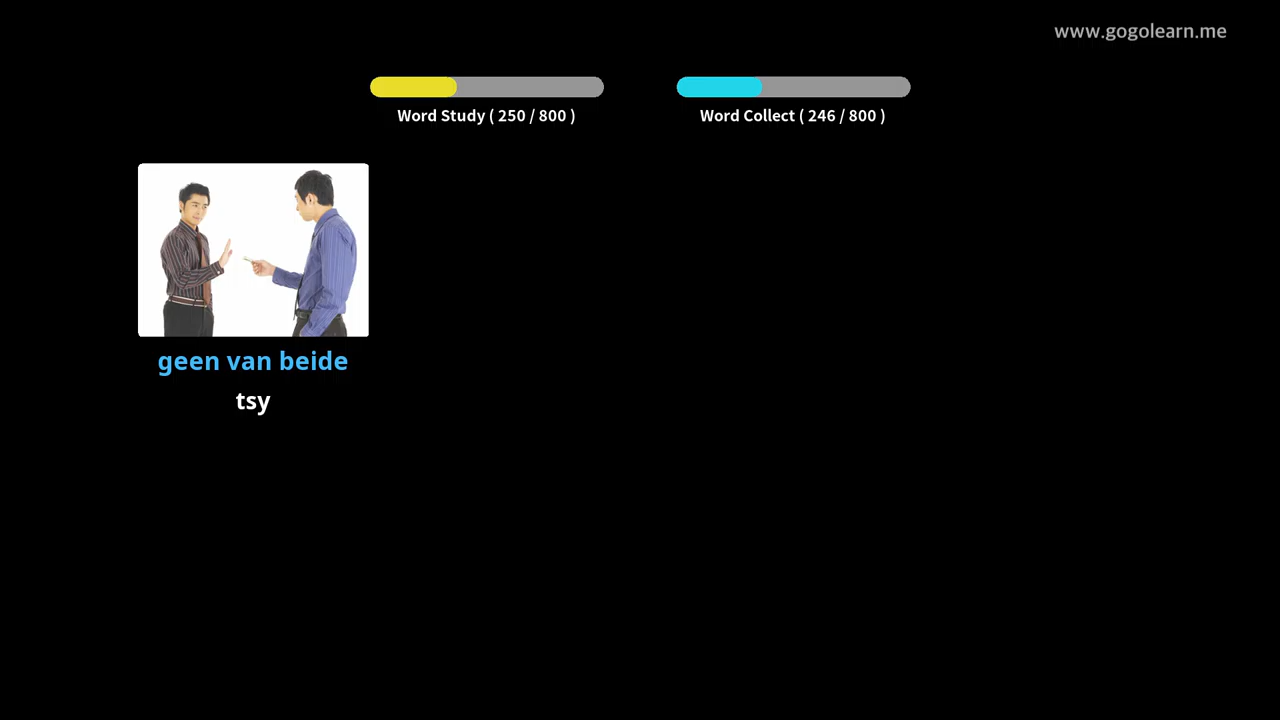 www.gogolearn.me
Word Study ( 250 / 800 )
Word Collect ( 246 / 800 )
geen van beide
tsy